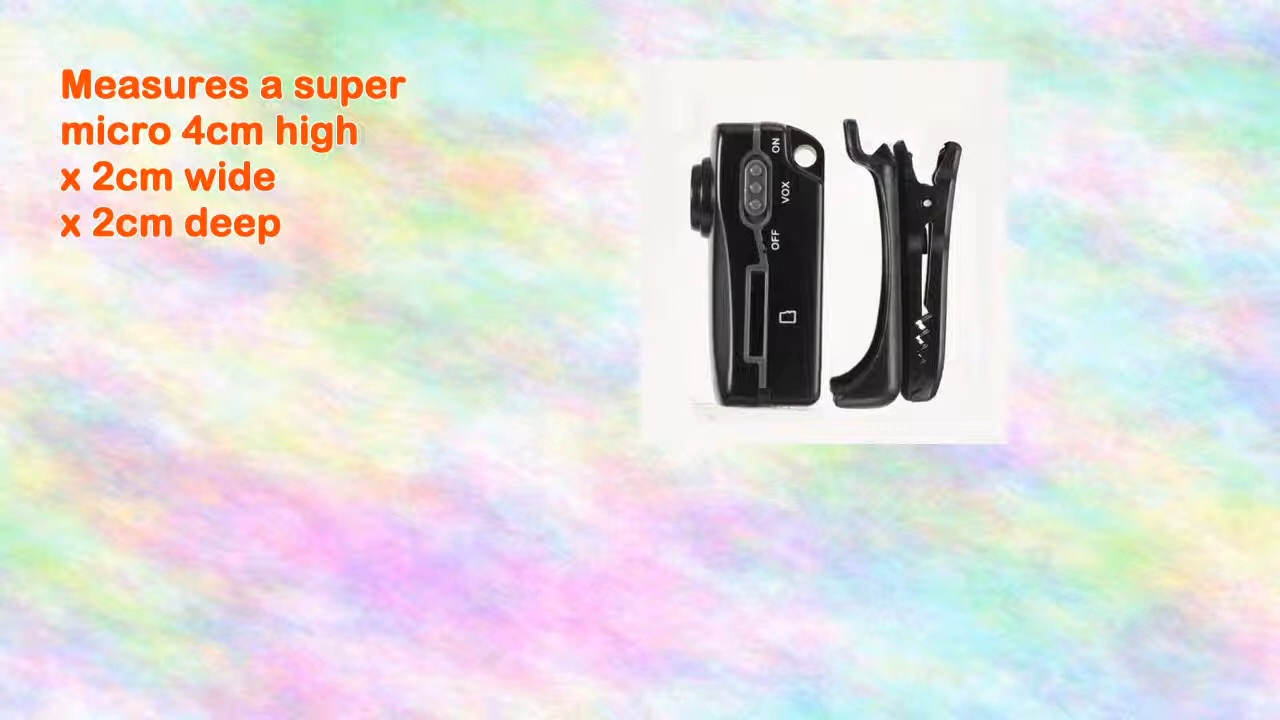 Measures a super
micro 4cm high
x 2cm wide
x 2cm deep
ON
VOX
OFF